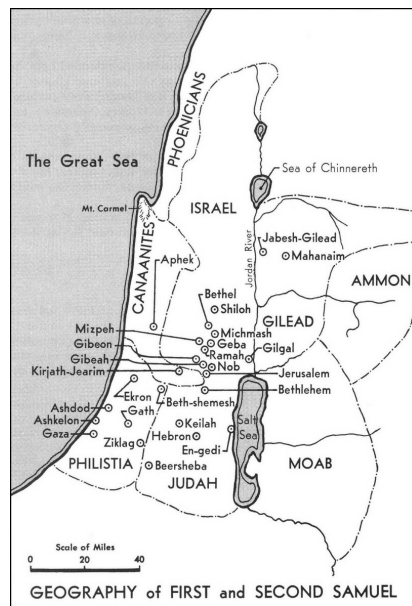 PHOENICIANS
The Great Sea
Sea of Chinnereth
ISRAEL
Mt. Carmel
CANAANITES
Jordan River
Jabesh-Gilead
Mahanaim
Aphek
AMMON
Bethel
Shiloh
GILEAD
Mizpeh
Michmash
Gibeon
Geba
Ramah
Gilgal
Gibeah
Nob
Kirjath-Jearim
Jerusalem
Bethlehem
Ekron
Beth-shemesh
Ashdod
Gath
Ashkelon
Keilah
Salt
Sea
Gaza
Hebron
Ziklag
En-gedi
PHILISTIA
Beersheba
MOAB
JUDAH
Scale of Miles
0 20 40
GEOGRAPHY of FIRST and SECOND SAMUEL